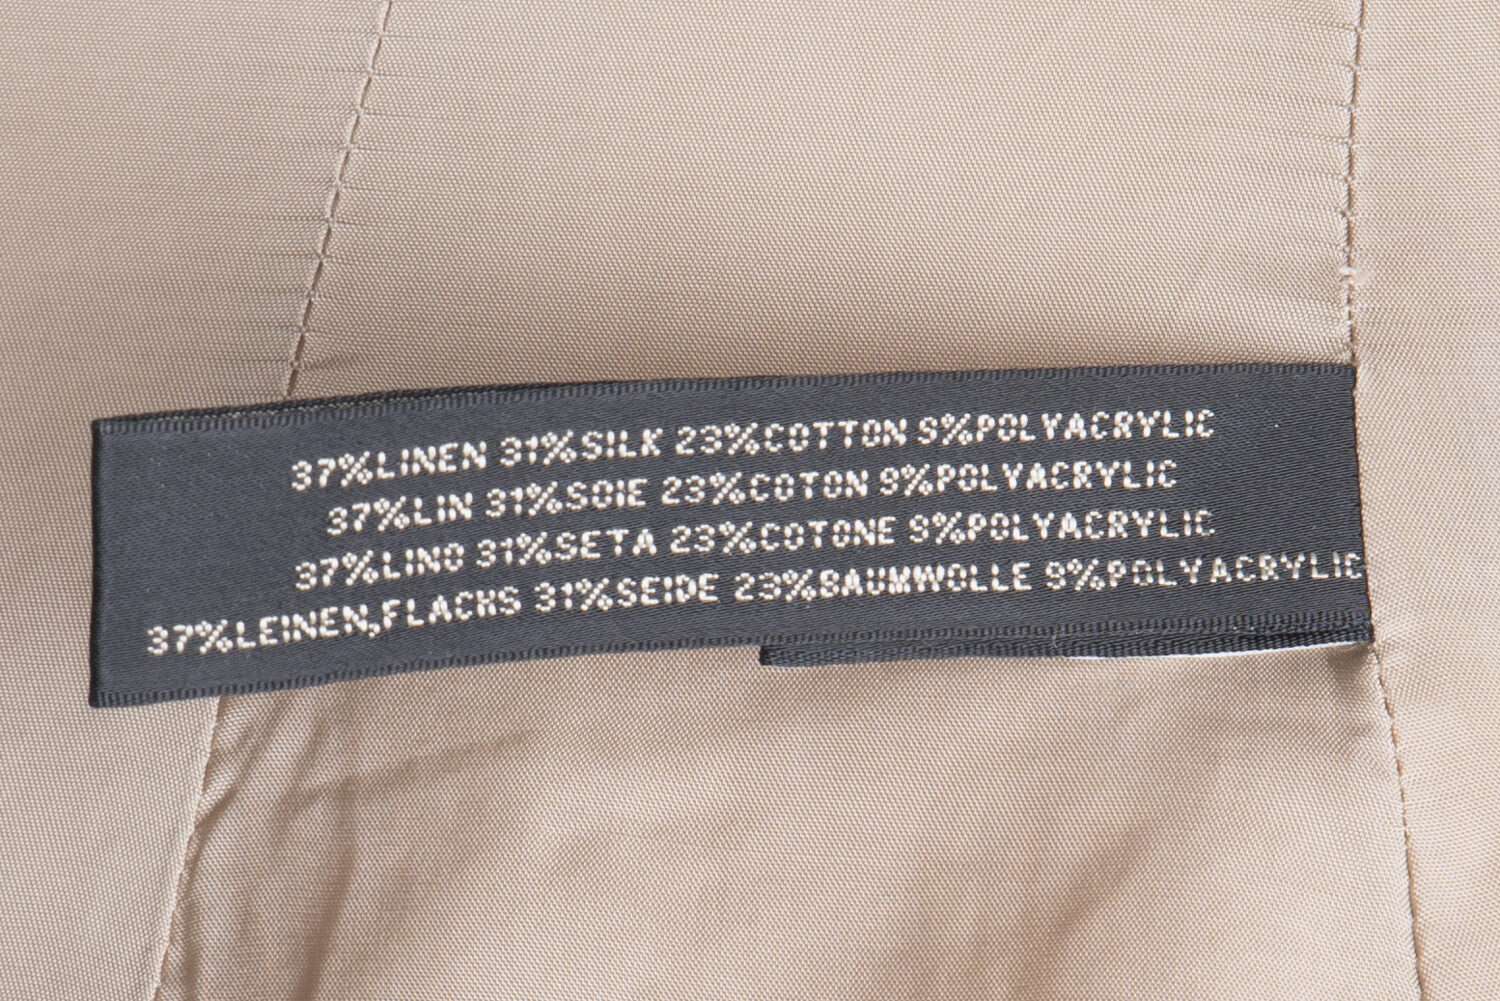 37%LINEN 31%SILK 23%COTTON 9%POLYACRYLIC
37%LIN 31%SOIE 23%COTON 9%POLYACRYLIC
37%LINO 31%SETA 23%COTONE 9%POLYACRYLIC
37%LEINEN,FLACHS 31%SEIDE 23%BAUMWOLLE 9%POLYACRYLIC